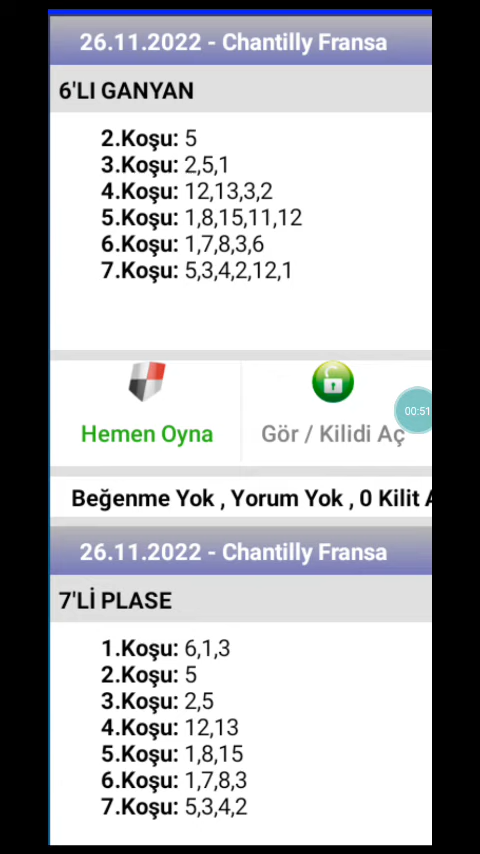 26.11.2022 - Chantilly Fransa
6'LI GANYAN
2.Koşu: 5
3.Koşu: 2,5,1
4.Koşu: 12,13,3,2
5.Koşu: 1,8,15,11,12
6.Koşu: 1,7,8,3,6
7.Koşu: 5,3,4,2,12,1
Hemen Oyna
Gör / Kilidi Aç
00:51
Beğenme Yok , Yorum Yok , 0 Kilit A
26.11.2022 - Chantilly Fransa
7'Lİ PLASE
1.Koşu: 6,1,3
2.Koşu: 5
3.Koşu: 2,5
4.Koşu: 12,13
5.Koşu: 1,8,15
6.Koşu: 1,7,8,3
7.Koşu: 5,3,4,2